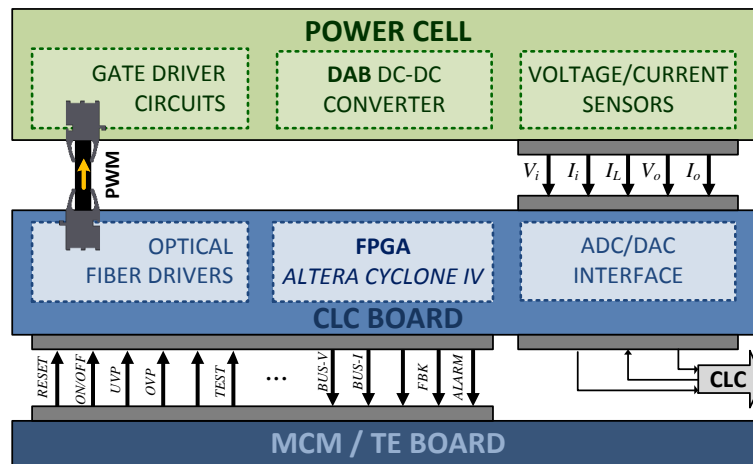 POWER CELL
GATE DRIVER
CIRCUITS
DAB DC-DC
CONVERTER
VOLTAGE/CURRENT
SENSORS
PWM
Vi Ii IL Vo Io
OPTICAL
FIBER DRIVERS
FPGA
ALTERA CYCLONE IV
ADC/DAC
INTERFACE
CLC BOARD
RESET
ON/OFF
UVP
OVP
TEST
...
BUS-V
BUS-I
FBK
ALARM
CLC
MCM / TE BOARD